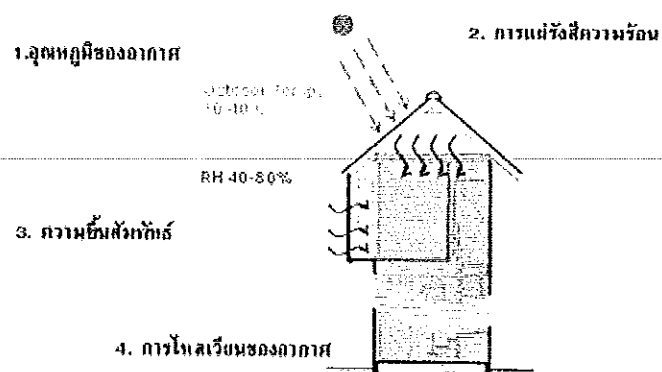 1.อุณหภูมิของอากาศ
2. การแผ่รังสีความร้อน
Outdoor Temp.
RH 40-80%
3. ความชื้นสัมพัทธ์
4. การไหลเวียนของอากาศ